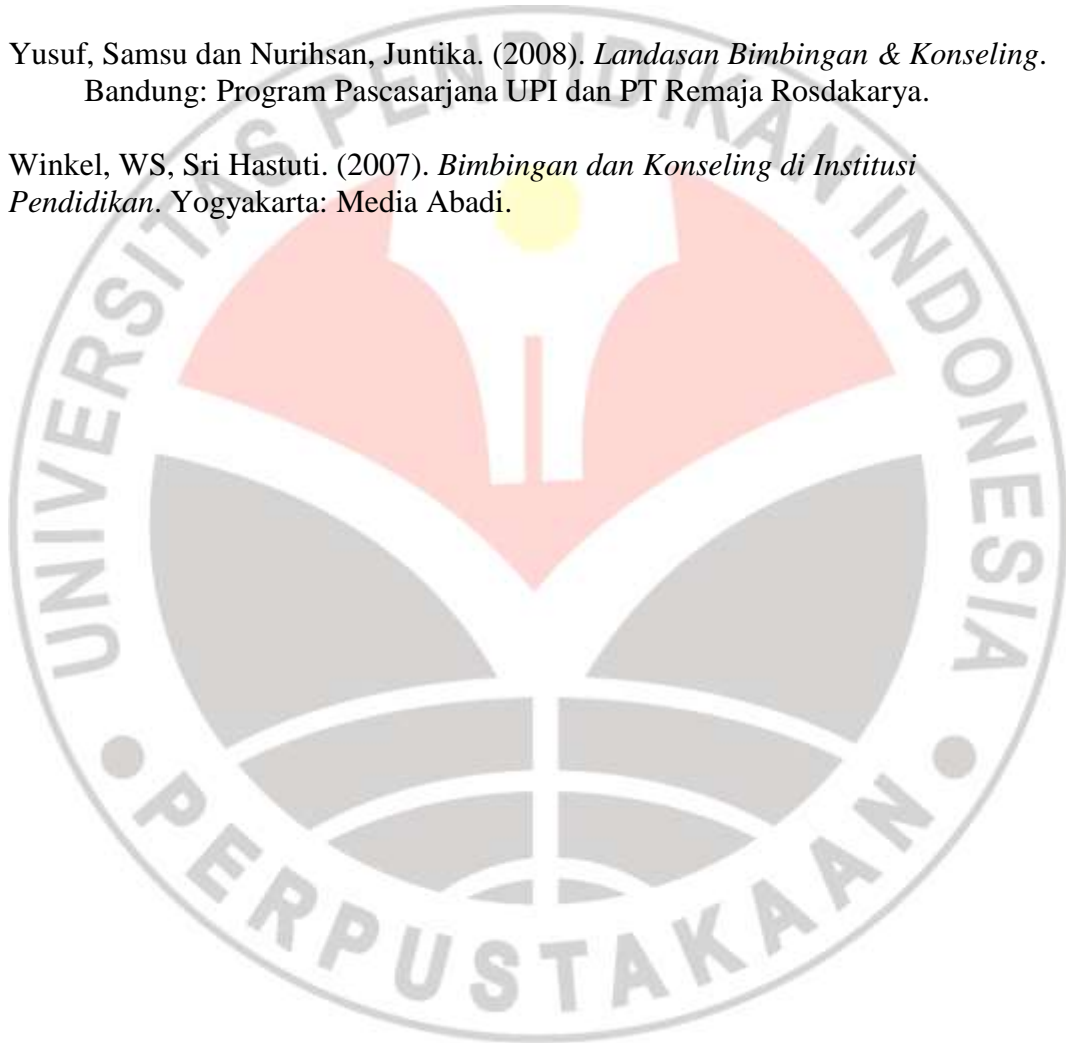 Yusuf, Samsu dan Nurihsan, Juntika. (2008). Landasan Bimbingan & Konseling.
Bandung: Program Pascasarjana UPI dan PT Remaja Rosdakarya.
Winkel, WS, Sri Hastuti. (2007). Bimbingan dan Konseling di Institusi
Pendidikan. Yogyakarta: Media Abadi.
UNIVERSITAS PENDIDIKAN INDONESIA
PERPUSTAKAAN